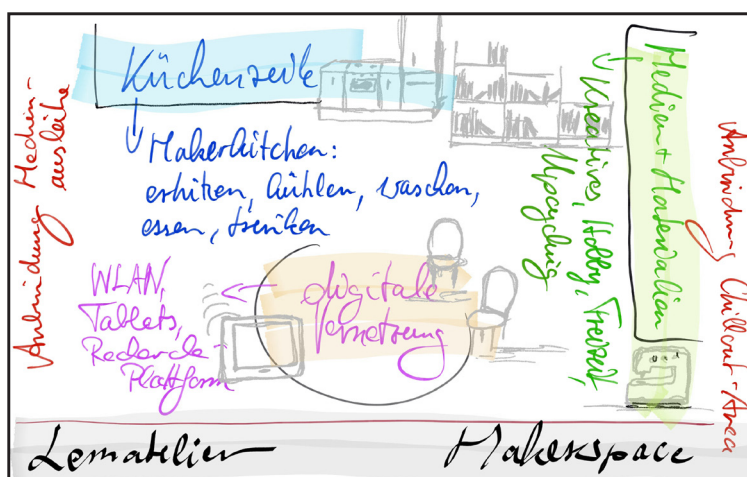 Küchenzeile
Makerkitchen:
erhitzen, kühlen, waschen,
essen, trinken
Anbindung Medien-
ausleihe
WLAN,
Tablets,
Recherche-
Plattform
digitale
Vernetzung
Medien + Materialien
Kreatives, Hobby, Freizeit,
Upcycling
Anbindung Chillout-Area
Lernatelier
Makerspace